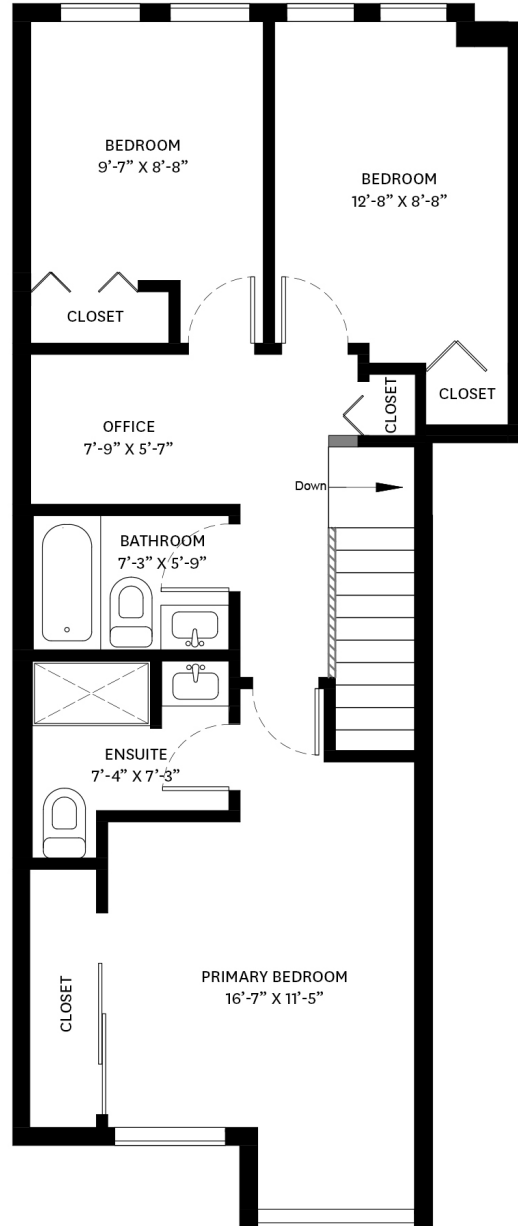 BEDROOM
9’-7” X 8’-8”
BEDROOM
12’-8” X 8’-8”
CLOSET
CLOSET
CLOSET
OFFICE
7’-9” X 5’-7”
Down
BATHROOM
7’-3” X 5’-9”
ENSUITE
7’-4” X 7’-3”
PRIMARY BEDROOM
16’-7” X 11’-5”
CLOSET